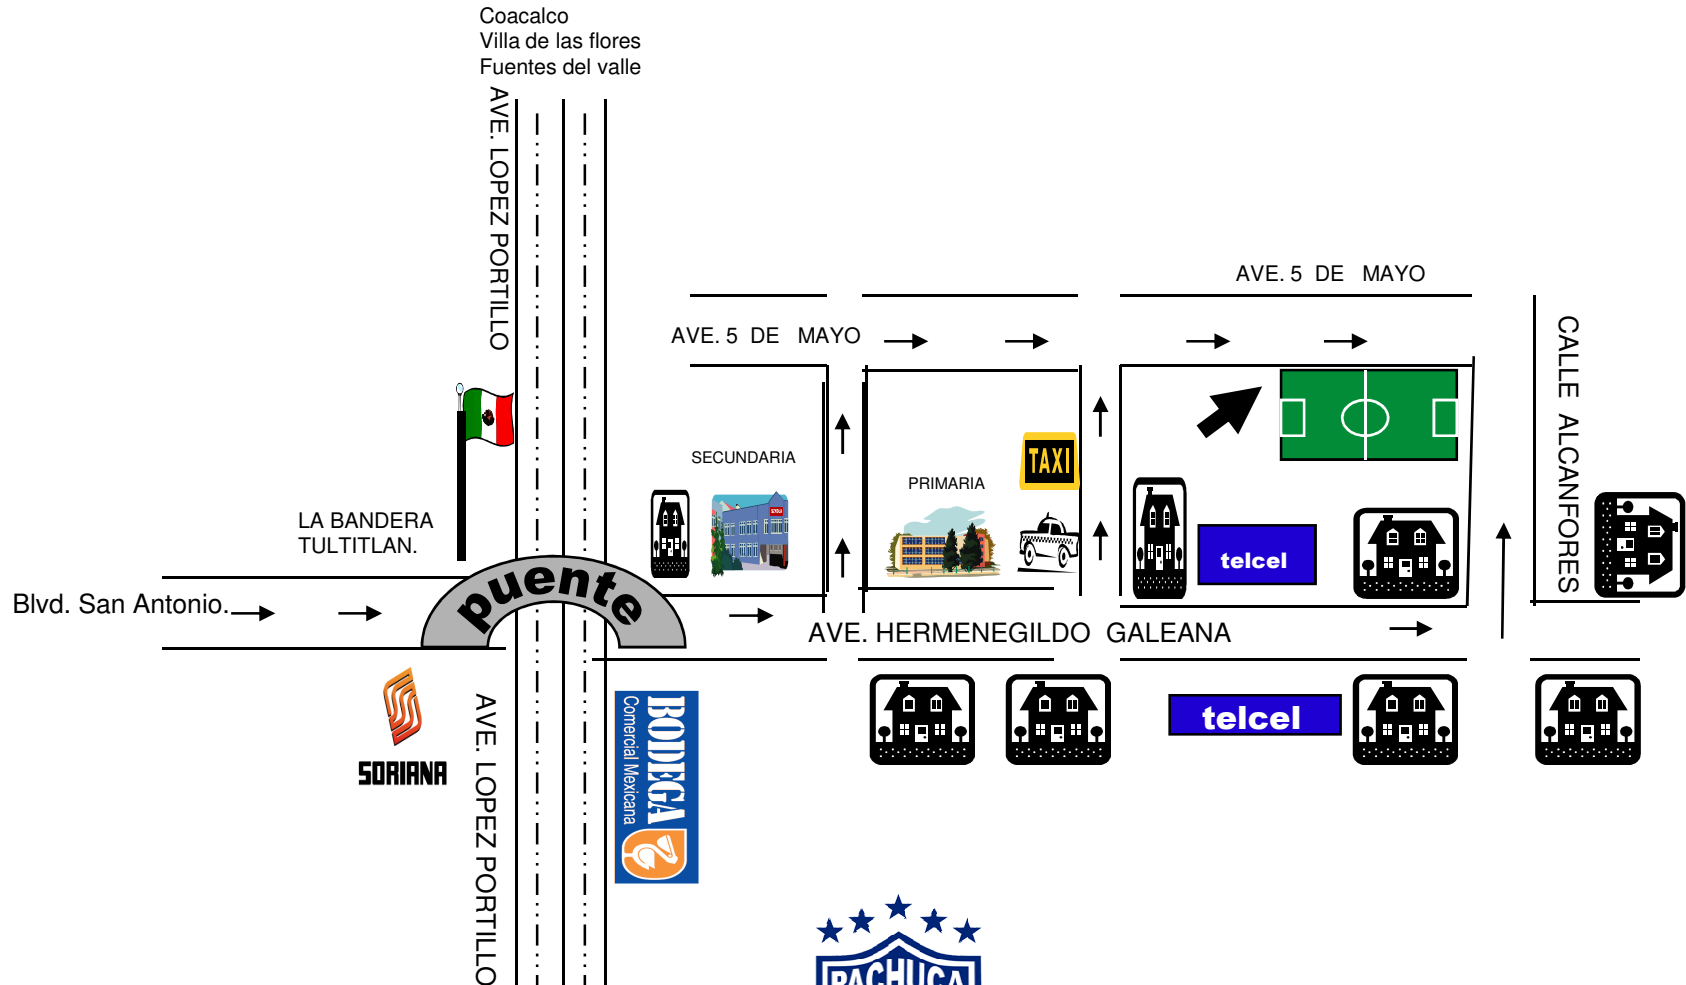 Coacalco
Villa de las flores
Fuentes del valle
AVE. LOPEZ PORTILLO
AVE. 5 DE MAYO
AVE. 5 DE MAYO
CALLE ALCANFORES
SECUNDARIA
PRIMARIA
TAXI
LA BANDERA
TULTITLAN.
telcel
puente
Blvd. San Antonio.
AVE. HERMENEGILDO GALEANA
SORIANA
AVE. LOPEZ PORTILLO
BODEGA
Comercial Mexicana
telcel
PACHUCA